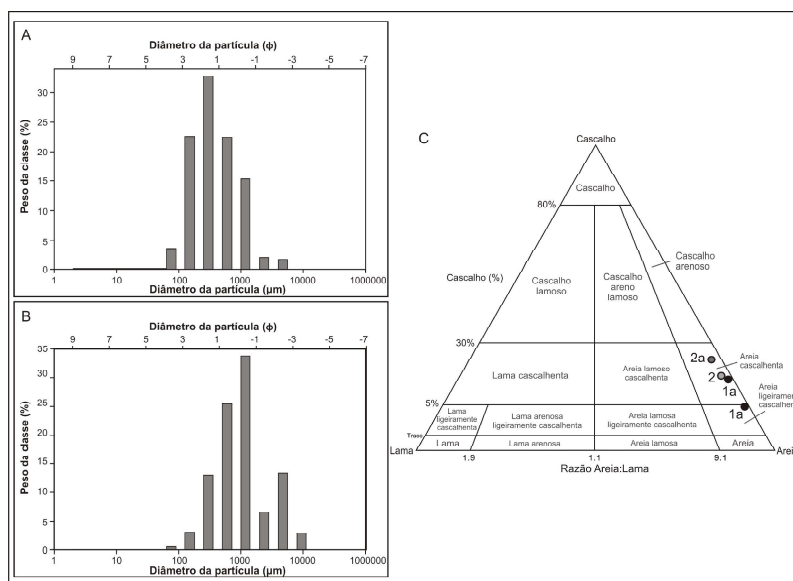 A
Diâmetro da partícula (ϕ)
9 7 5 3 1 -1 -3 -5 -7
Peso da classe (%)
30
25
20
15
10
5
0
1 10 100 1000 10000 1000000
Diâmetro da partícula (µm)
B
Diâmetro da partícula (ϕ)
9 7 5 3 1 -1 -3 -5 -7
Peso da classe (%)
35
30
25
20
15
10
5
0
1 10 100 1000 10000 1000000
Diâmetro da partícula (µm)
C
Cascalho
Cascalho
80%
Cascalho (%)
Cascalho
lamoso
Cascalho
areno
lamoso
Cascalho
arenoso
30%
Lama cascalhenta
Areia lamoso
cascalhenta
Areia
cascalhenta
2a
2
1a
1a
Areia
ligeiramente
cascalhen
5%
Lama
ligeiramente
cascalhenta
Lama arenosa
ligeiramente cascalhenta
Areia lamosa
ligeiramente cascalhenta
Lama
Lama
Lama arenosa
Areia lamosa
Areia
Arei
1.9 1.1 9.1
Razão Areia:Lama